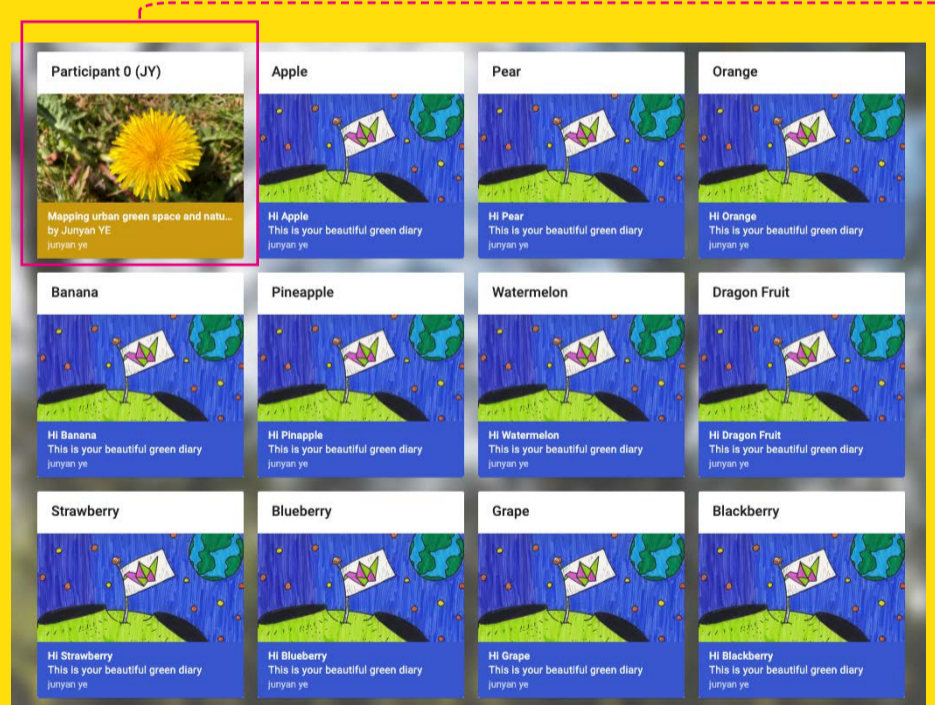 Participant 0 (JY)
Mapping urban green space and natu...
by Junyan YE
junyan ye
Apple
Hi Apple
This is your beautiful green diary
junyan ye
Pear
Hi Pear
This is your beautiful green diary
junyan ye
Orange
Hi Orange
This is your beautiful green diary
junyan ye
Banana
Hi Banana
This is your beautiful green diary
junyan ye
Pineapple
Hi Pinapple
This is your beautiful green diary
junyan ye
Watermelon
Hi Watermelon
This is your beautiful green diary
junyan ye
Dragon Fruit
Hi Dragon Fruit
This is your beautiful green diary
junyan ye
Strawberry
Hi Strawberry
This is your beautiful green diary
junyan ye
Blueberry
Hi Blueberry
This is your beautiful green diary
junyan ye
Grape
Hi Grape
This is your beautiful green diary
junyan ye
Blackberry
Hi Blackberry
This is your beautiful green diary
junyan ye